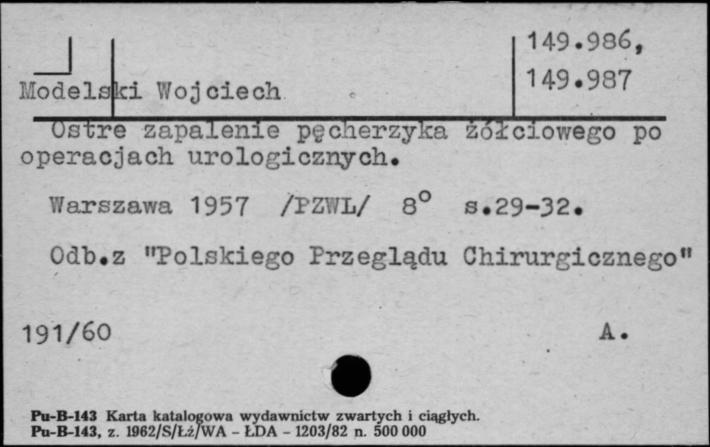 149.986,
149.987
Modelski Wojciech
Ostre zapalenie pęcherzyka żółciowego po
operacjach urologicznych.
Warszawa 1957 /PZWL/ 8° s.29-32.
Odb.z "Polskiego Przeglądu Chirurgicznego"
191/60 A.
Pu-B-143 Karta katalogowa wydawnictw zwartych i ciągłych.
Pu-B-143, z. 1962/S/Łż/WA - ŁDA - 1203/82 n. 500 000